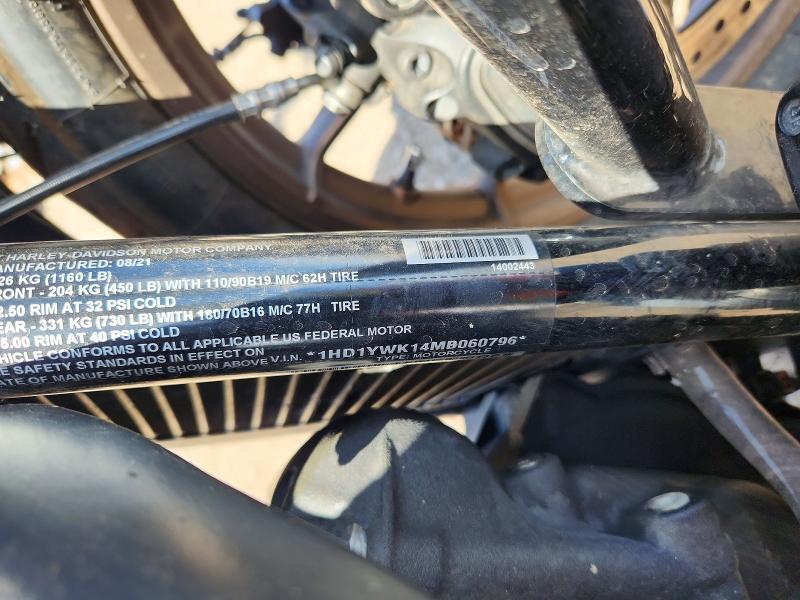 HARLEY-DAVIDSON MOTOR COMPANY
ANUFACTURED: 08/21
26 KG (1160 LB)
RONT - 204 KG (450 LB) WITH 110/90B19 M/C 62H TIRE
2.50 RIM AT 32 PSI COLD
EAR - 331 KG (730 LB) WITH 160/70B16 M/C 77H TIRE
5.00 RIM AT 40 PSI COLD
EHICLE CONFORMS TO ALL APPLICABLE US FEDERAL MOTOR
E SAFETY STANDARDS IN EFFECT ON *1HD1YWK14MB060796*
ATE OF MANUFACTURE SHOWN ABOVE V.I.N. TYPE: MOTORCYCLE
14002443